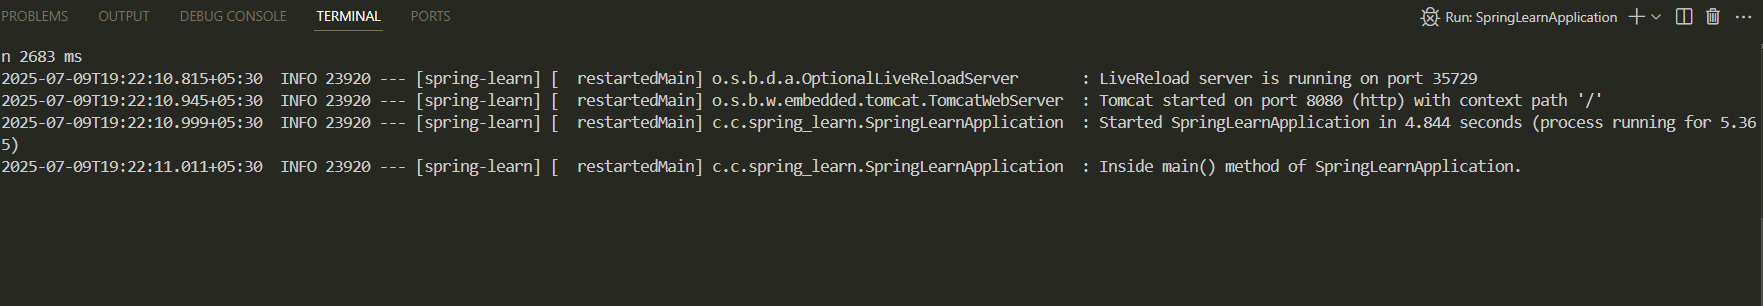 PROBLEMS OUTPUT DEBUG CONSOLE TERMINAL PORTS Run: SpringLearnApplication
n 2683 ms
2025-07-09T19:22:10.815+05:30  INFO 23920 --- [spring-learn] [  restartedMain] o.s.b.d.a.OptionalLiveReloadServer       : LiveReload server is running on port 35729
2025-07-09T19:22:10.945+05:30  INFO 23920 --- [spring-learn] [  restartedMain] o.s.b.w.embedded.tomcat.TomcatWebServer  : Tomcat started on port 8080 (http) with context path '/'
2025-07-09T19:22:10.999+05:30  INFO 23920 --- [spring-learn] [  restartedMain] c.c.spring_learn.SpringLearnApplication  : Started SpringLearnApplication in 4.844 seconds (process running for 5.36
5)
2025-07-09T19:22:11.011+05:30  INFO 23920 --- [spring-learn] [  restartedMain] c.c.spring_learn.SpringLearnApplication  : Inside main() method of SpringLearnApplication.